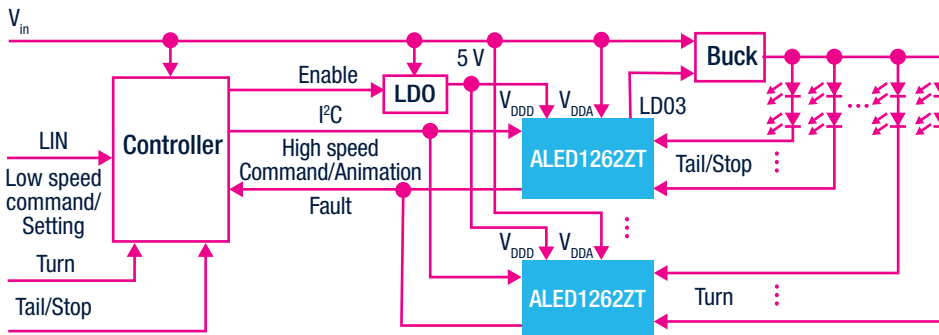 Vin
Buck
Enable
5 V
LDO
I²C
VDDD
VDDA
LD03
Controller
LIN
Low speed
command/
Setting
High speed
Command/Animation
Fault
ALED1262ZT
Tail/Stop
Turn
Tail/Stop
VDDD
VDDA
ALED1262ZT
Turn